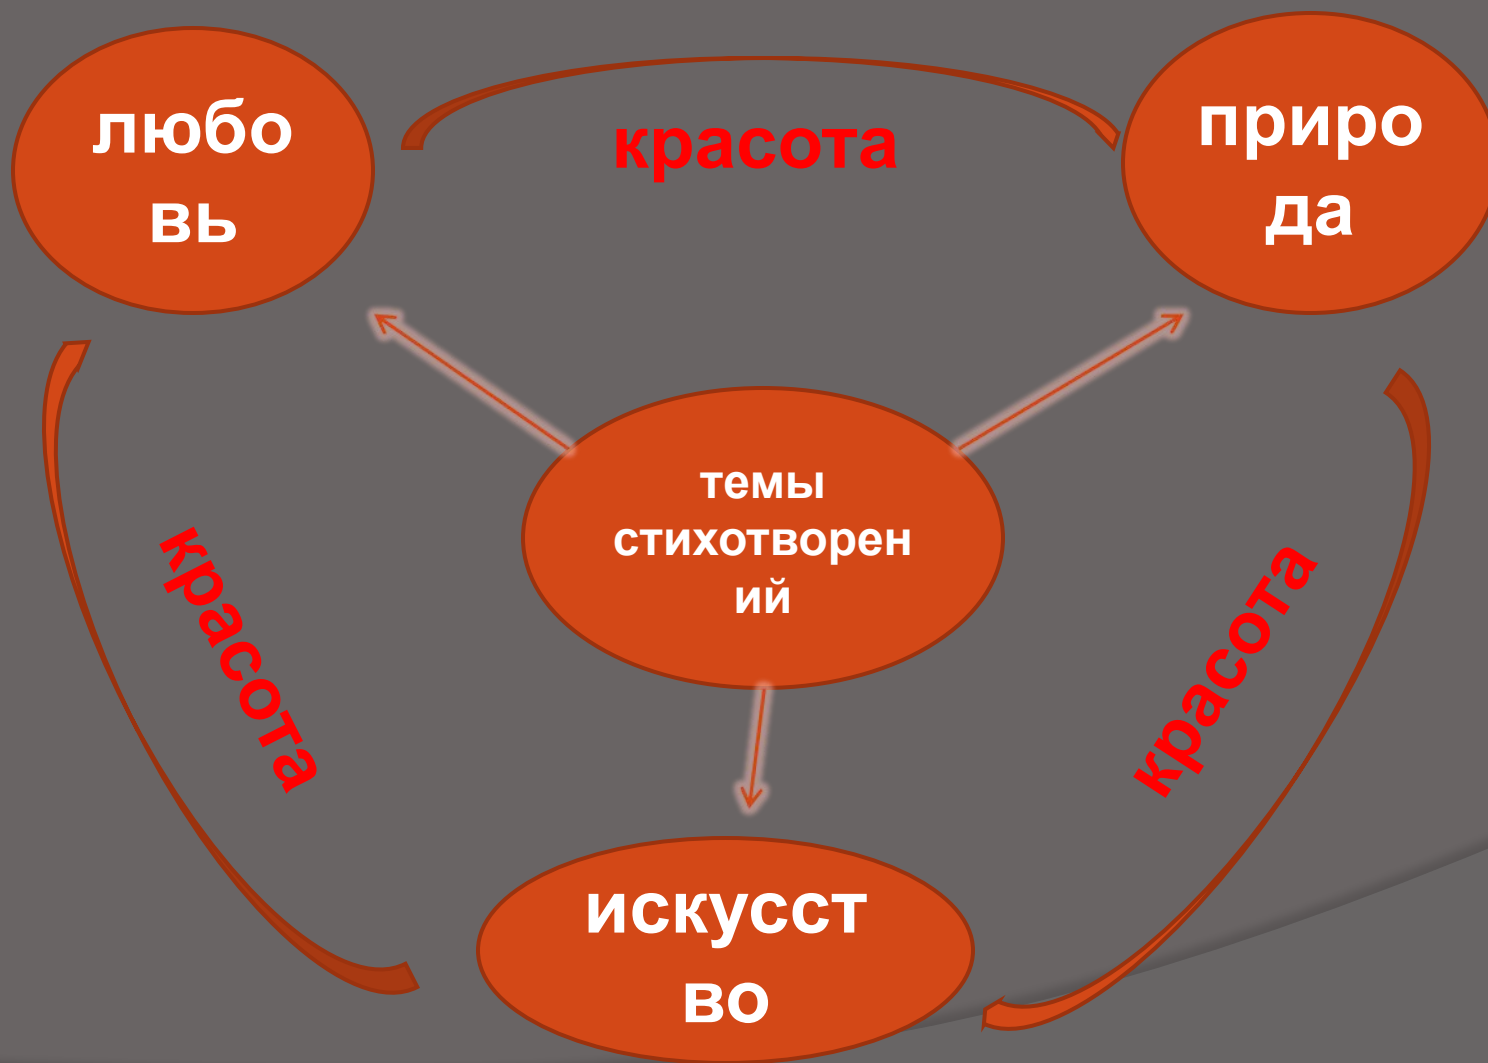 любо
вь
красота
приро
да
темы
стихотворен
ий
красота
красота
искусст
во